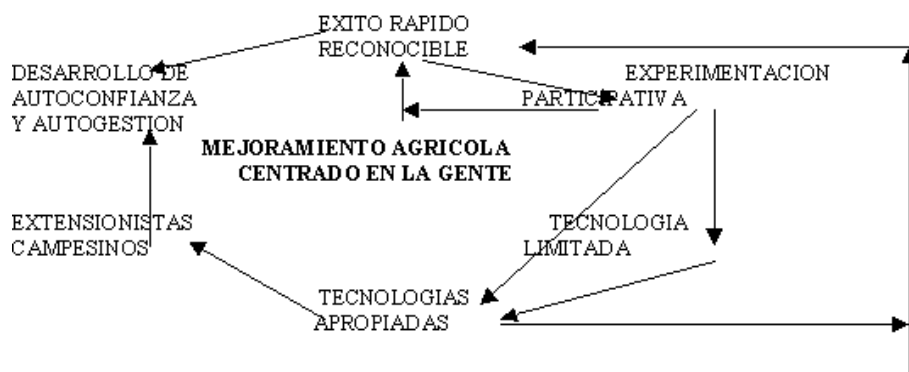 EXITO RAPIDO
RECONOCIBLE
DESARROLLO DE
AUTOCONFIANZA
Y AUTOGESTION
EXPERIMENTACION
PARTICIPATIVA
MEJORAMIENTO AGRICOLA
CENTRADO EN LA GENTE
EXTENSIONISTAS
CAMPESINOS
TECNOLOGIA
LIMITADA
TECNOLOGIAS
APROPIADAS